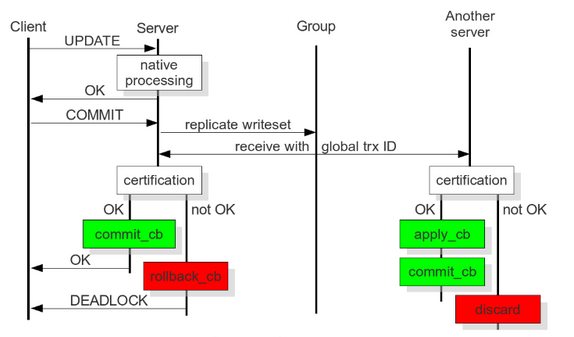 Client
Server
Group
Another
server
UPDATE
native
processing
OK
COMMIT
replicate writeset
receive with
global trx ID
certification
certification
OK
not OK
OK
not OK
commit_cb
apply_cb
OK
rollback_cb
commit_cb
DEADLOCK
discard